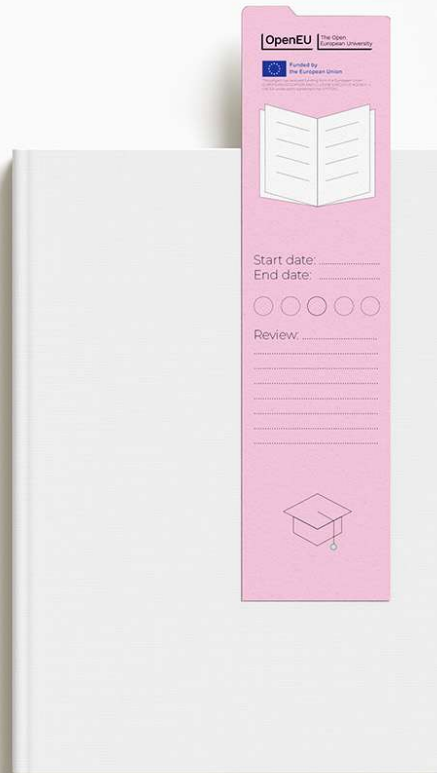 OpenEU
The Open
European University
Funded by
the European Union
Start date:
End date:
Review: